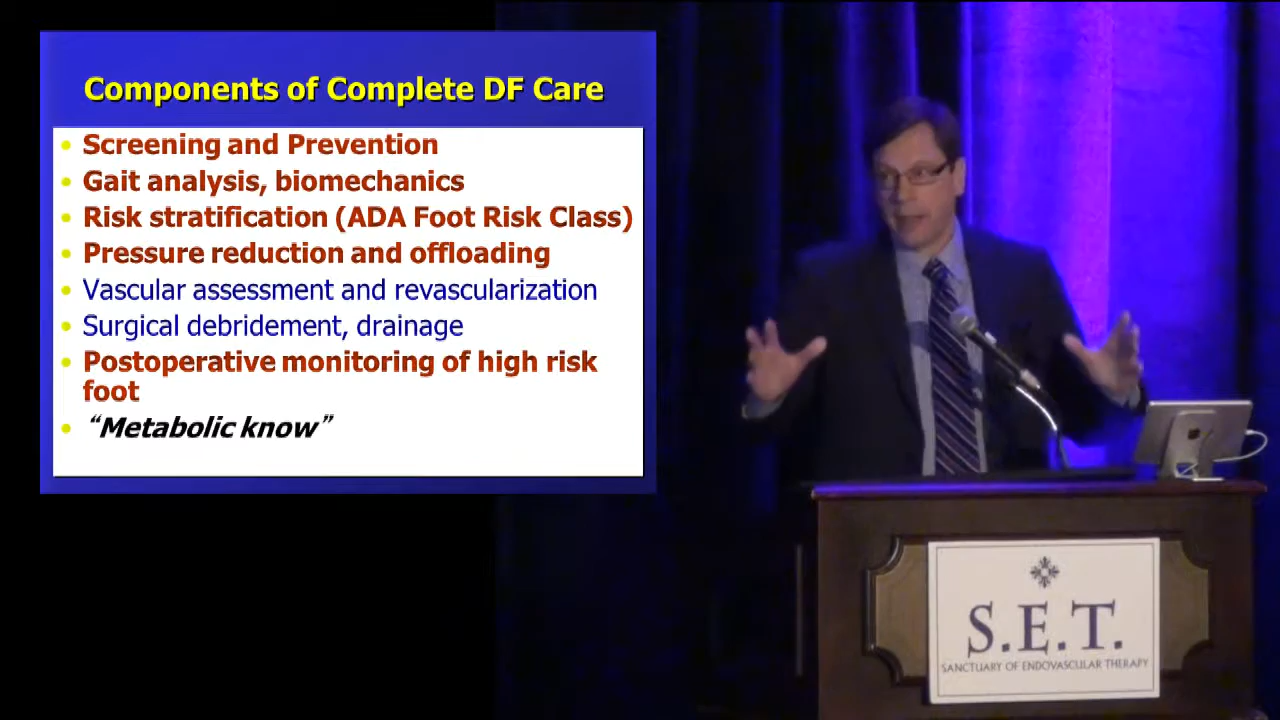 Components of Complete DF Care
Screening and Prevention
Gait analysis, biomechanics
Risk stratification (ADA Foot Risk Class)
Pressure reduction and offloading
Vascular assessment and revascularization
Surgical debridement, drainage
Postoperative monitoring of high risk
foot
“Metabolic know”
S.E.T.
SANCTUARY OF ENDOVASCULAR THERAPY